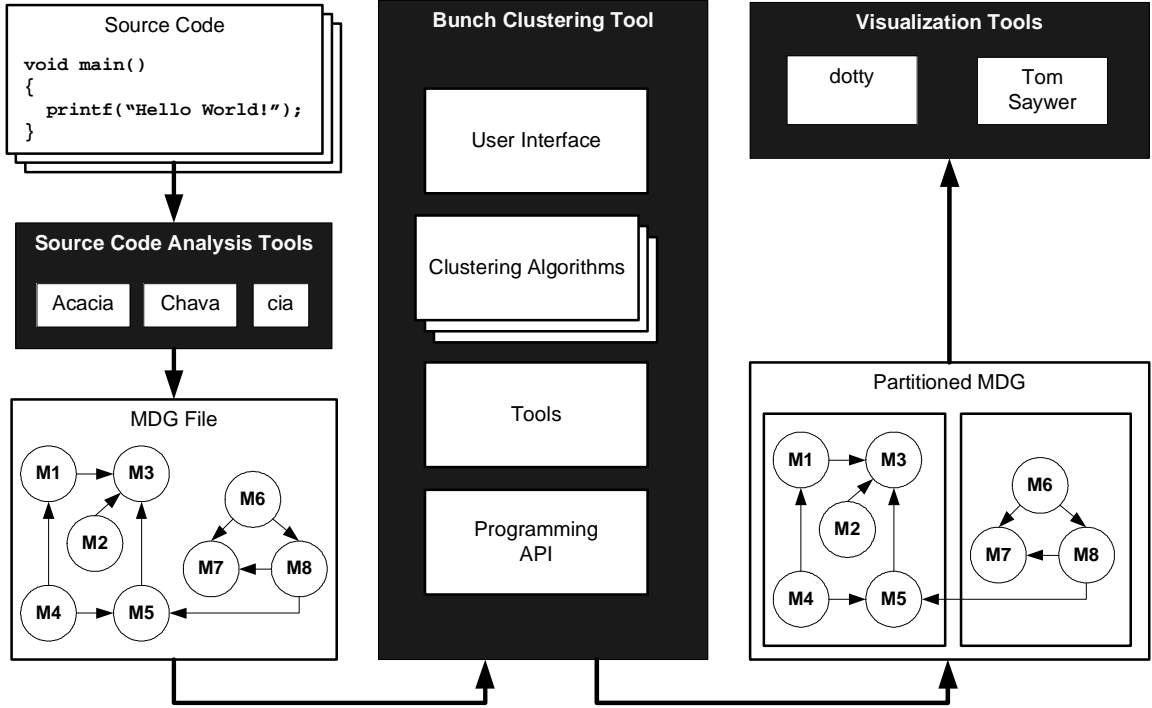 Source Code
void main()
{
printf(“Hello World!”);
}
Source Code Analysis Tools
Acacia
Chava
cia
MDG File
M1
M3
M6
M2
M7
M8
M4
M5
Bunch Clustering Tool
User Interface
Clustering Algorithms
Tools
Programming
API
Visualization Tools
dotty
Tom
Saywer
Partitioned MDG
M1
M3
M6
M2
M7
M8
M4
M5